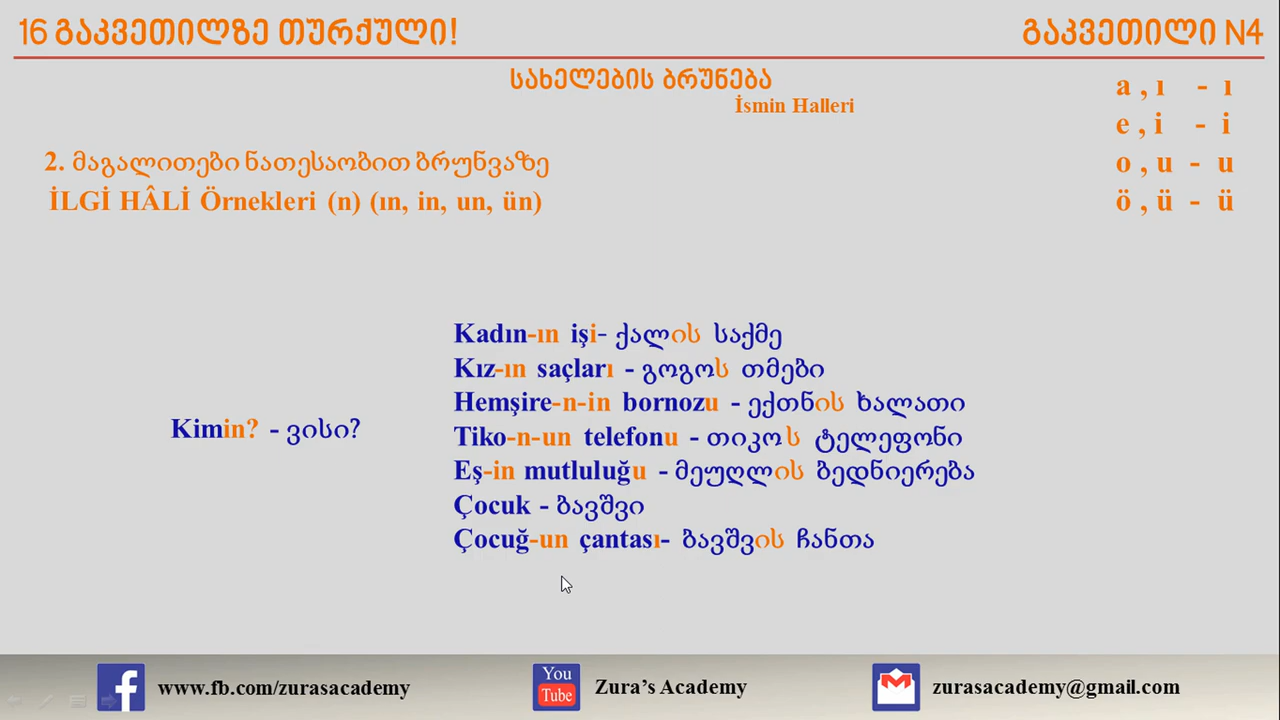 16 გაკვეთილზე თურქული!
გაკვეთილი N4
სახელების ბრუნება
İsmin Halleri
a , ı - ı
e , i - i
o , u - u
ö , ü - ü
2. მაგალითები ნათესაობით ბრუნვაზე
İLGİ HÂLİ Örnekleri (n) (ın, in, un, ün)
Kadın-ın işi- ქალის საქმე
Kız-ın saçları - გოგოს თმები
Hemşire-n-in bornozu - ექთნის ხალათი
Kimin? - ვისი?
Tiko-n-un telefonu - თიკოს ტელეფონი
Eş-in mutluluğu - მეუღლის ბედნიერება
Çocuk - ბავშვი
Çocuğ-un çantası- ბავშვის ჩანთა
www.fb.com/zurasacademy
You
Tube
Zura’s Academy
zurasacademy@gmail.com